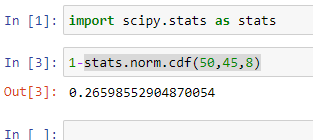 In [1]: import scipy.stats as stats
In [3]: 1-stats.norm.cdf(50,45,8)
Out[3]: 0.26598552904870054
In [ ]: